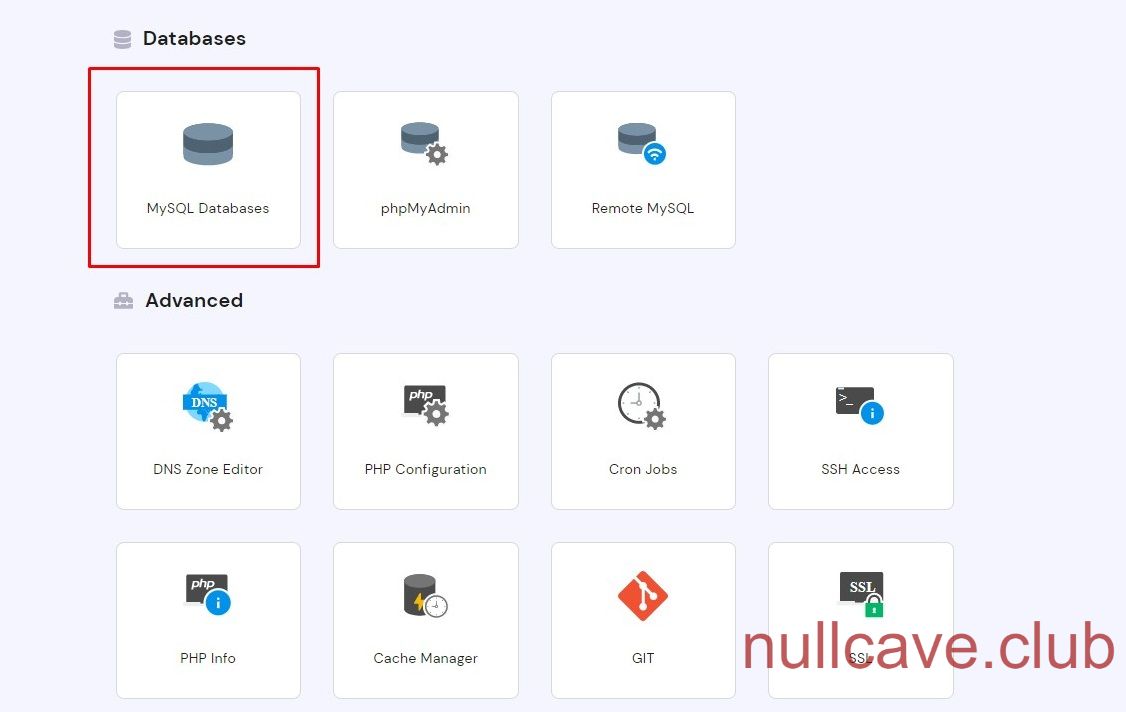 Databases
MySQL Databases
phpMyAdmin
Remote MySQL
Advanced
DNS
php
>_
i
DNS Zone Editor
PHP Configuration
Cron Jobs
SSH Access
php
i
SSL
PHP Info
Cache Manager
GIT
SSL
nullcave.club